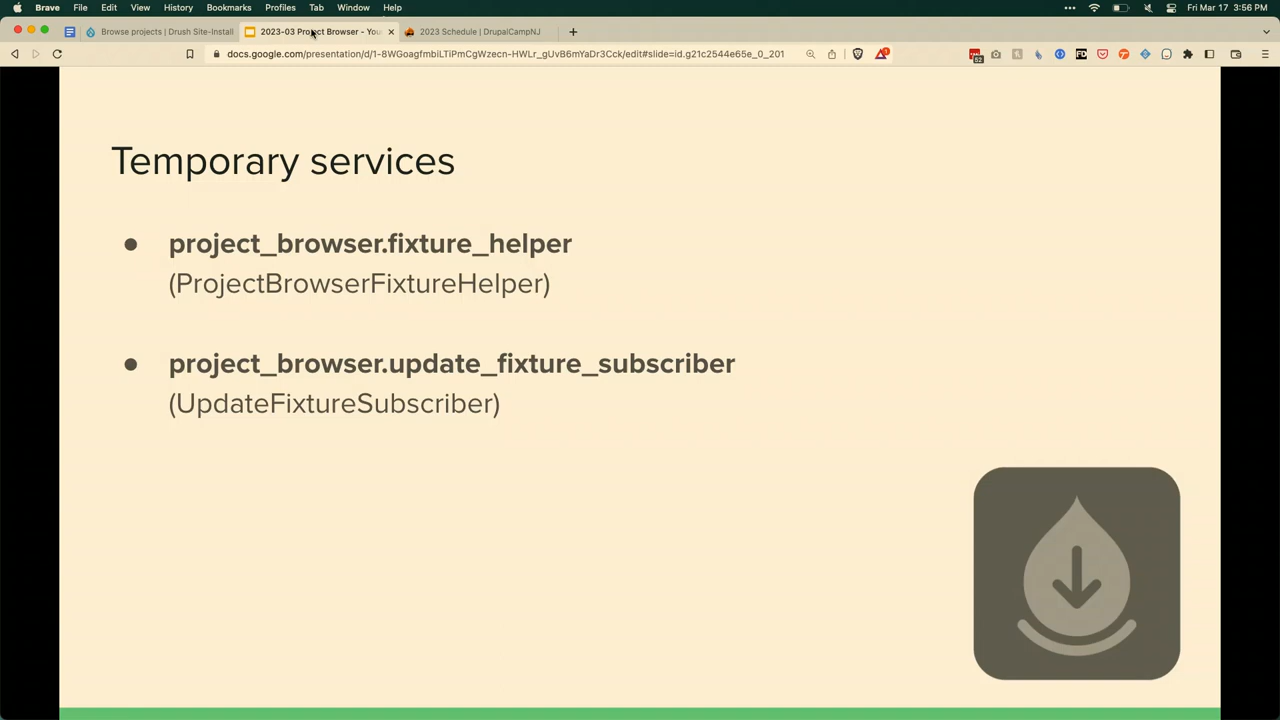 Brave File Edit View History Bookmarks Profiles Tab Window Help Fri Mar 17 3:56 PM
Browse projects | Drush Site-Install 2023-03 Project Browser - You 2023 Schedule | DrupalCampNJ
docs.google.com/presentation/d/1-8WGoagfmbiLTiPmCgWzecn-HWLr_gUvB6mYaDr3Cck/edit#slide=id.g21c2544e65e_0_201
Temporary services
● project_browser.fixture_helper
(ProjectBrowserFixtureHelper)
● project_browser.update_fixture_subscriber
(UpdateFixtureSubscriber)